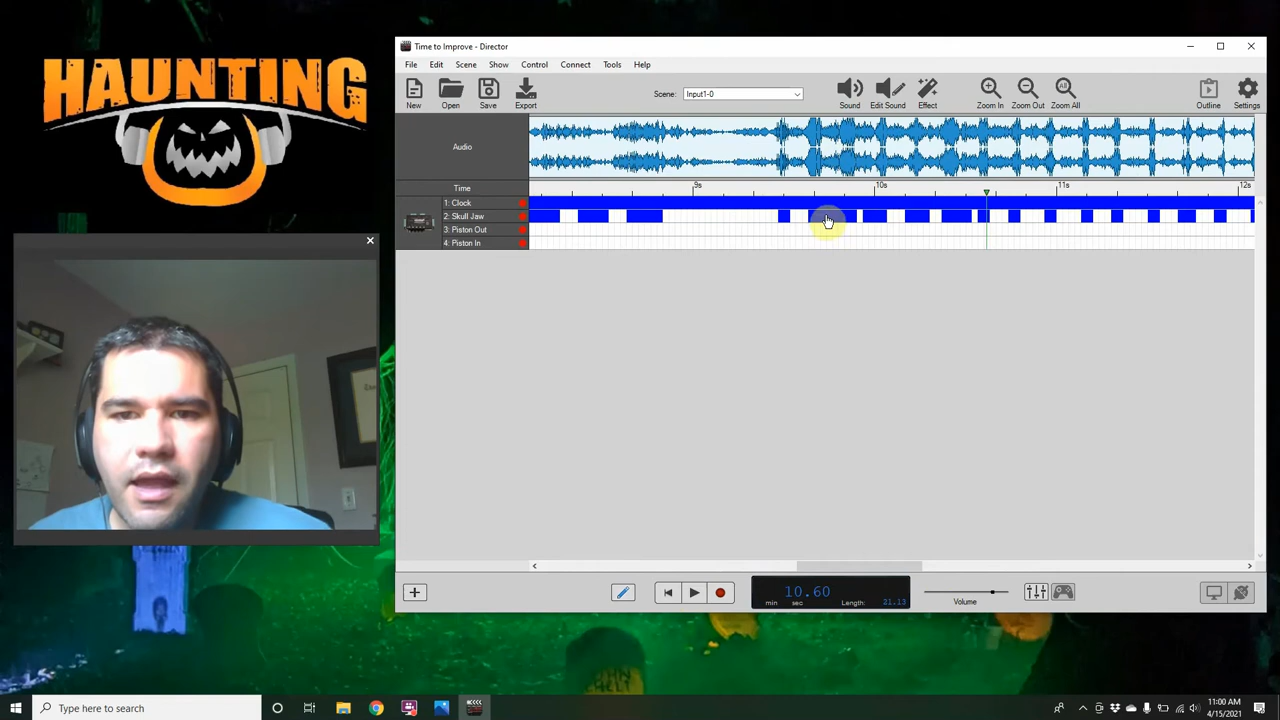 HAUNTING
Time to Improve - Director
File Edit Scene Show Control Connect Tools Help
New Open Save Export Scene: Input1-0 Sound Edit Sound Effect Zoom In Zoom Out All Zoom All Outline Settings
Audio
Time 9s 10s 11s 12s
1: Clock
2: Skull Jaw
3: Piston Out
4: Piston In
10.60
min sec Length: 21.13
Volume
Type here to search
11:00 AM
4/15/2021